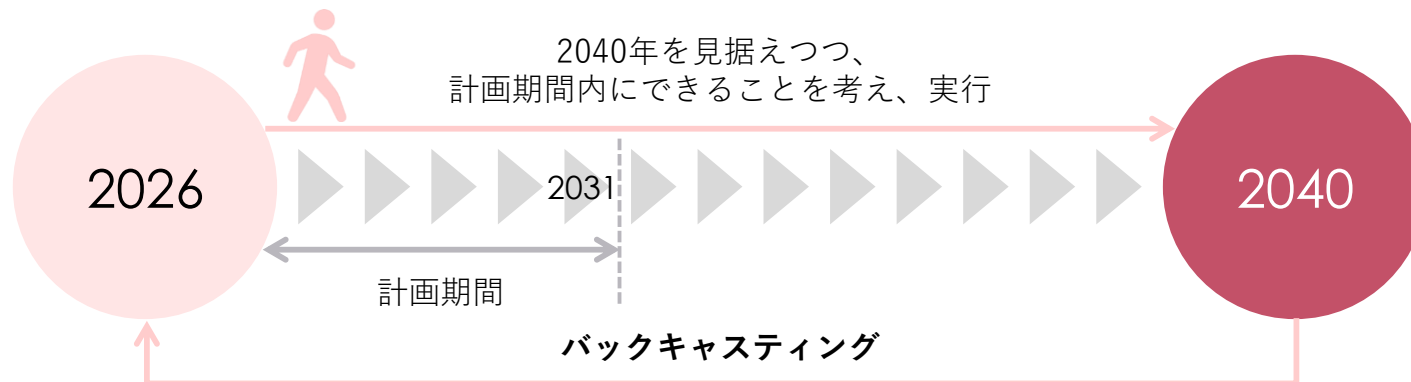 2040年を見据えつつ、
計画期間内にできることを考え、実行
2026
2031
2040
計画期間
バックキャスティング